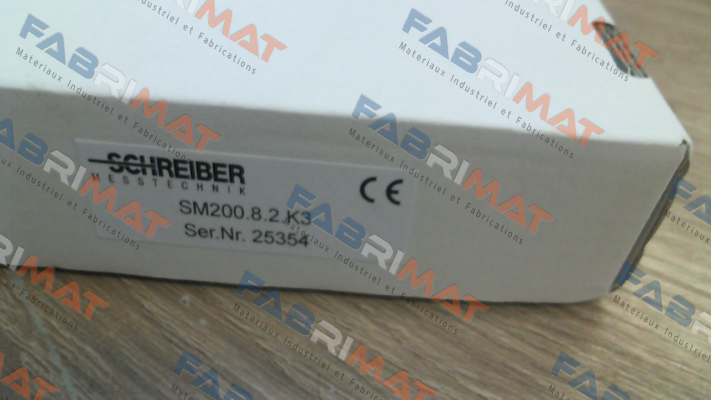 SCHREIBER
MESSTECHNIK
CE
SM200.8.2.K3
Ser.Nr. 25354
FABRIMAT
Materiaux Industriel et Fabrications